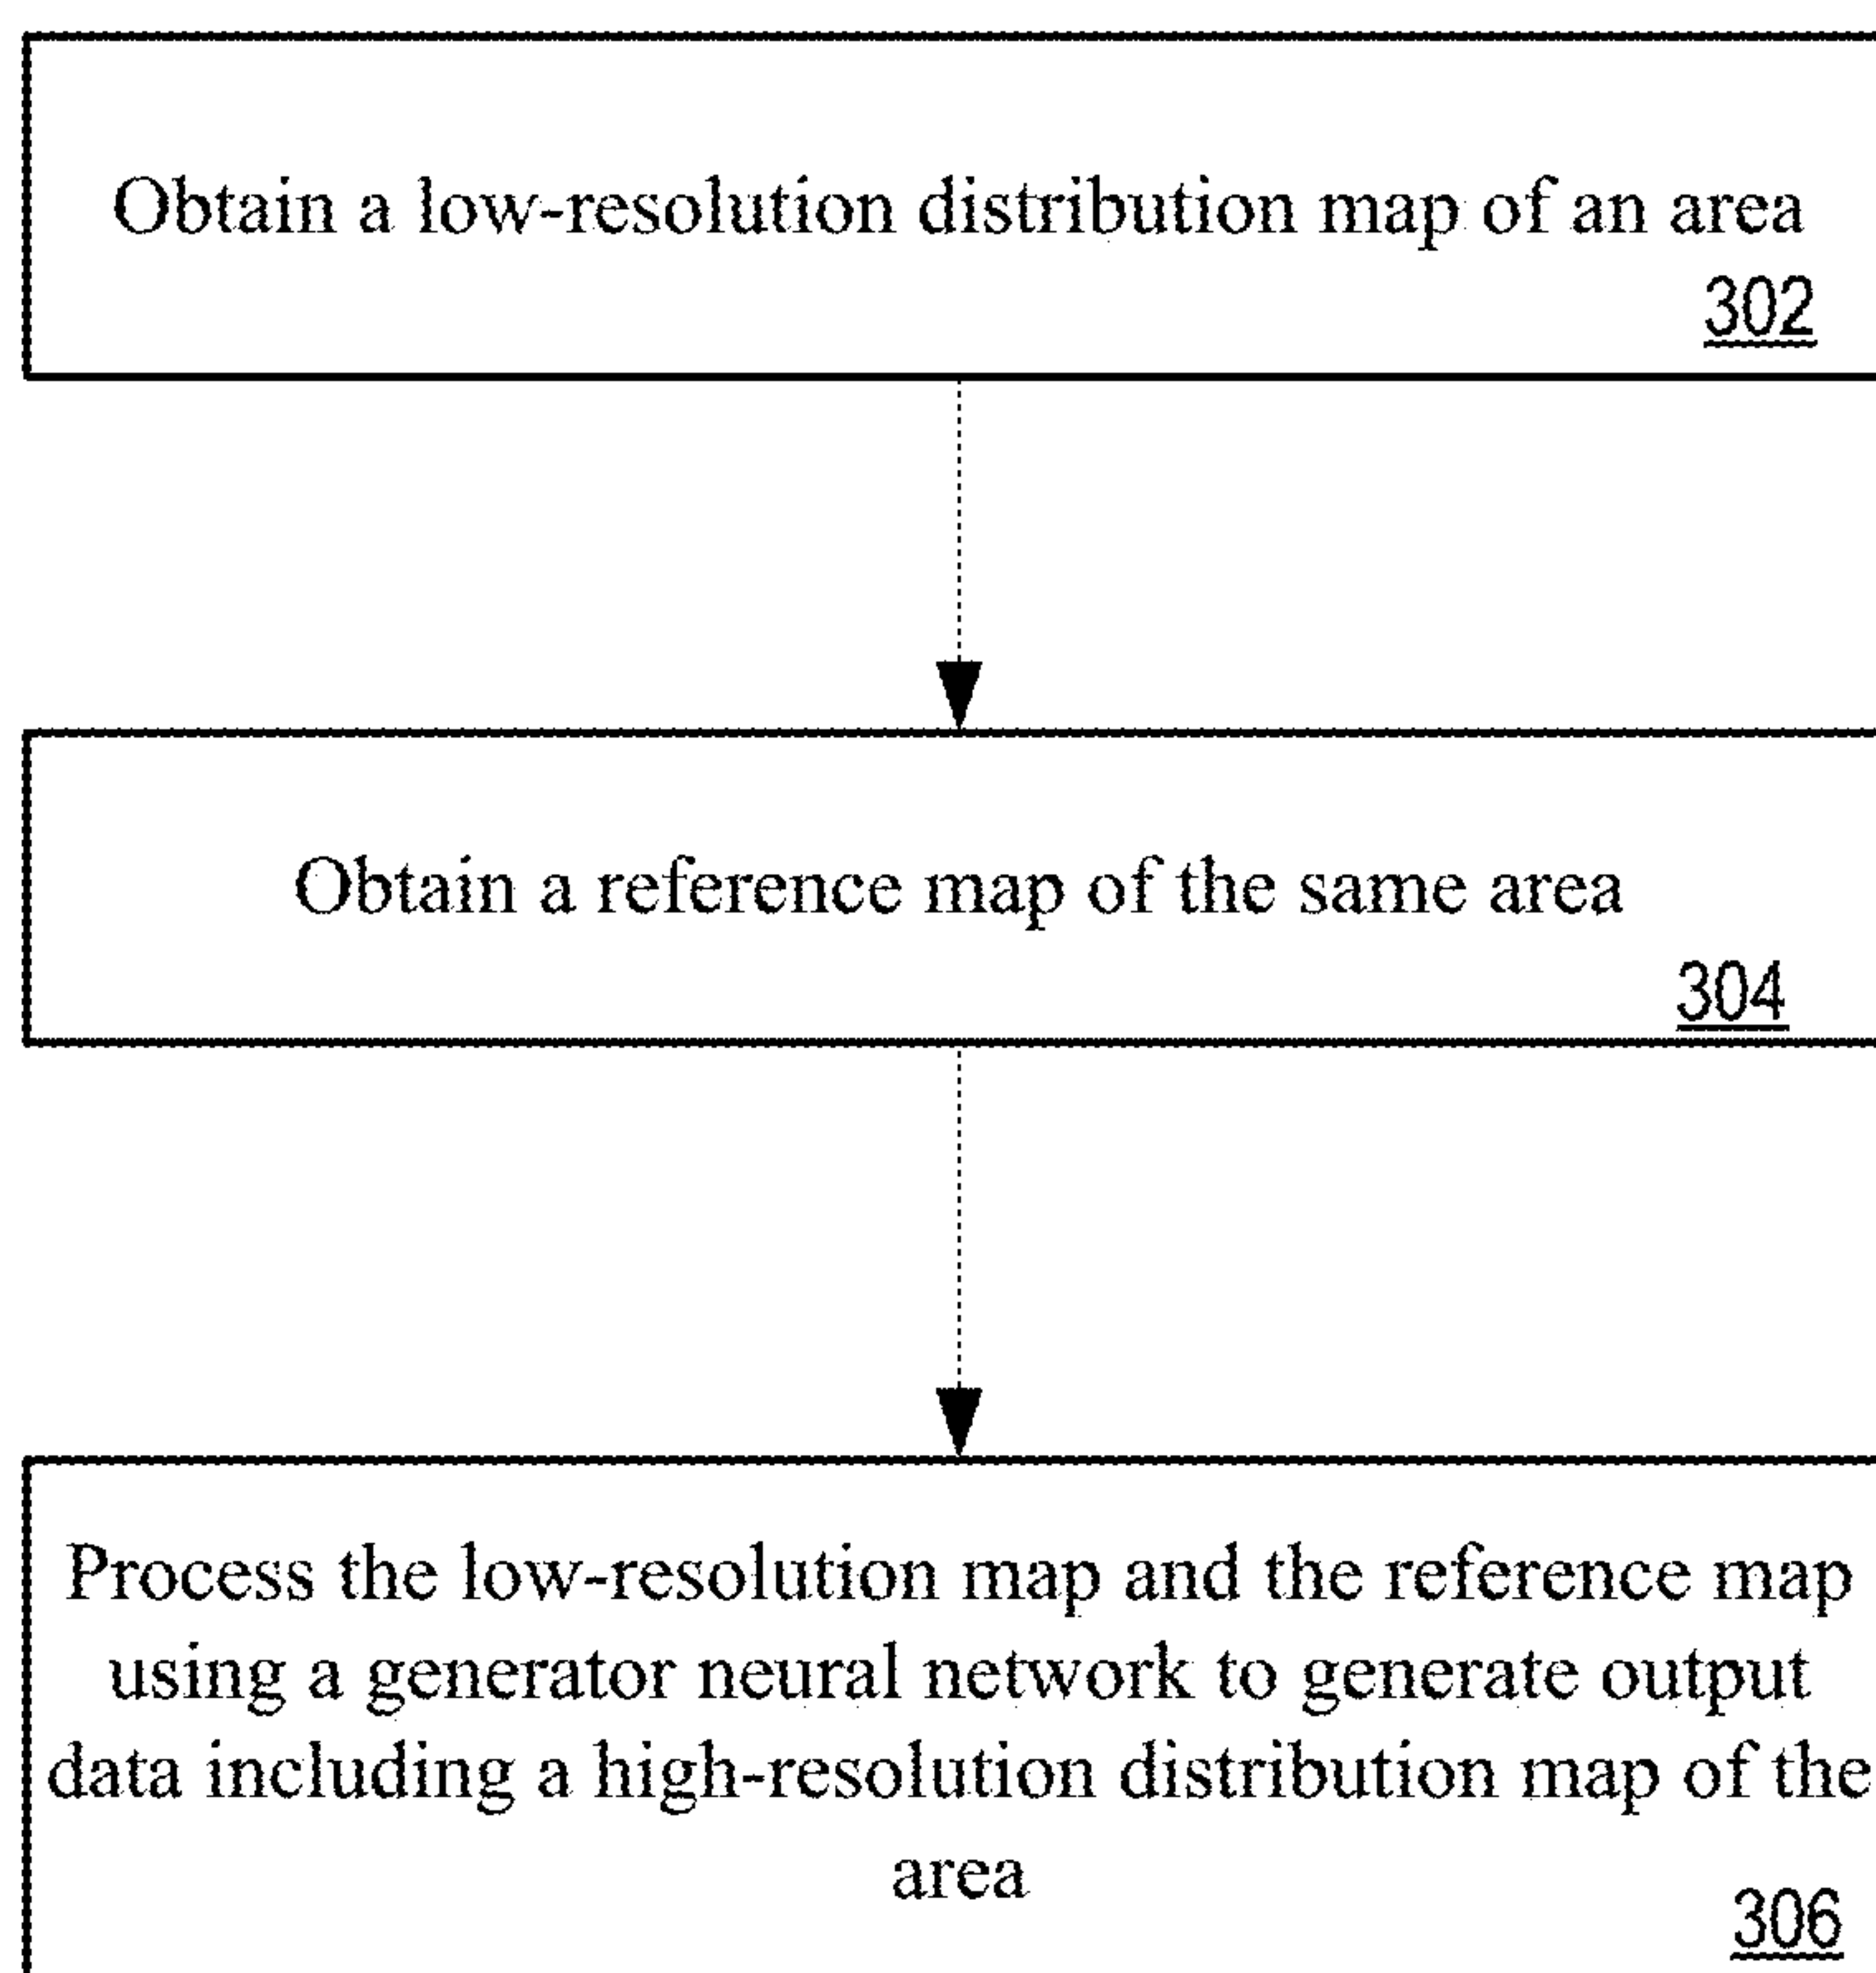 Obtain a low-resolution distribution map of an area
302
Obtain a reference map of the same area
304
Process the low-resolution map and the reference map
using a generator neural network to generate output
data including a high-resolution distribution map of the
area
306